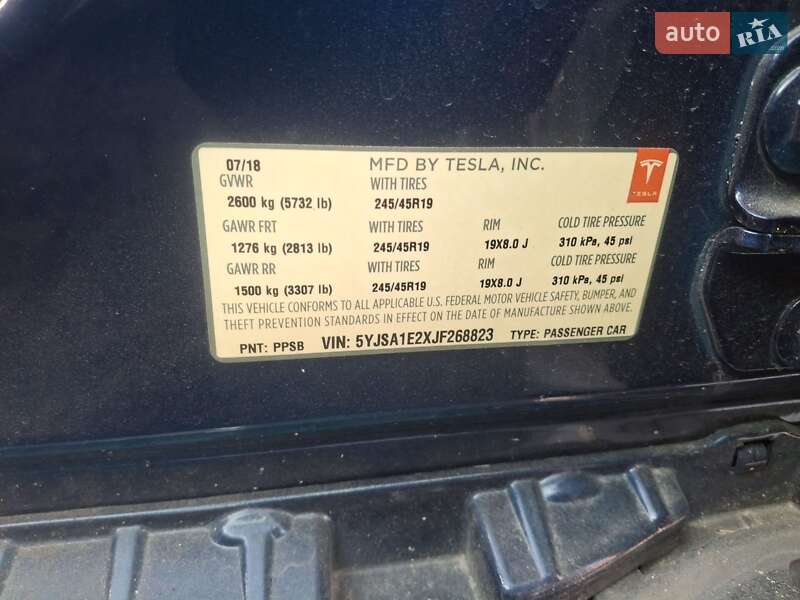 auto RIA
.com
07/18 MFD BY TESLA, INC.
GVWR WITH TIRES
2600 kg (5732 lb) 245/45R19
TESLA
GAWR FRT WITH TIRES RIM COLD TIRE PRESSURE
1276 kg (2813 lb) 245/45R19 19X8.0 J 310 kPa, 45 psi
GAWR RR WITH TIRES RIM COLD TIRE PRESSURE
1500 kg (3307 lb) 245/45R19 19X8.0 J 310 kPa, 45 psi
THIS VEHICLE CONFORMS TO ALL APPLICABLE U.S. FEDERAL MOTOR VEHICLE SAFETY, BUMPER, AND
THEFT PREVENTION STANDARDS IN EFFECT ON THE DATE OF MANUFACTURE SHOWN ABOVE.
PNT: PPSB VIN: 5YJSA1E2XJF268823 TYPE: PASSENGER CAR